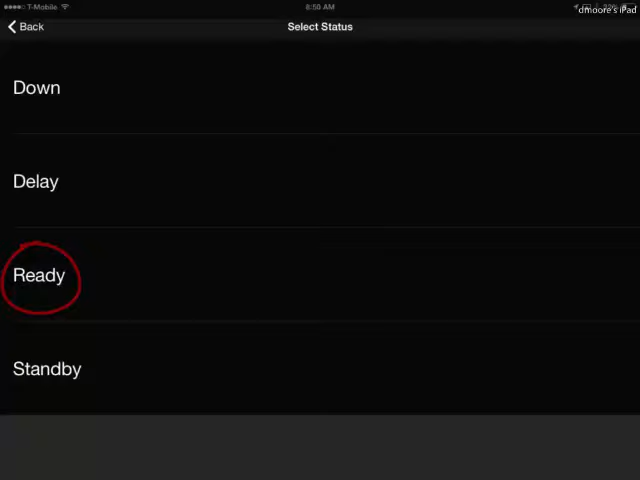 T-Mobile
8:50 AM
dmoore's iPad
Back
Select Status
Down
Delay
Ready
Standby